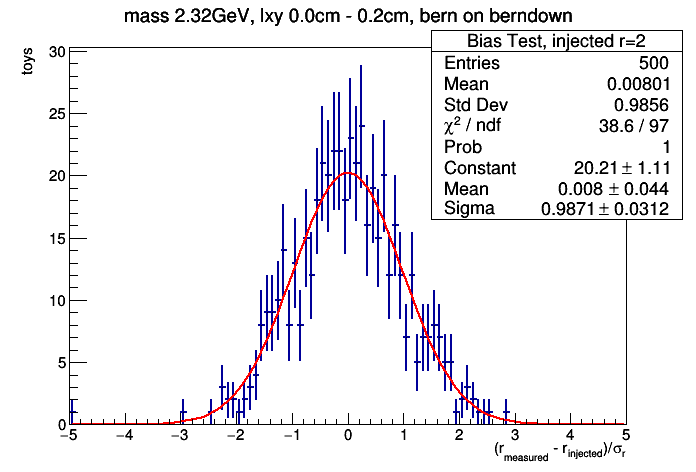 mass 2.32GeV, lxy 0.0cm - 0.2cm, bern on berndown
Bias Test, injected r=2
Entries 500
Mean 0.00801
Std Dev 0.9856
χ² / ndf 38.6 / 97
Prob 1
Constant 20.21 ± 1.11
Mean 0.008 ± 0.044
Sigma 0.9871 ± 0.0312
toys
30
25
20
15
10
5
0
−5 −4 −3 −2 −1 0 1 2 3 4 5
(r_measured - r_injected)/σ_r